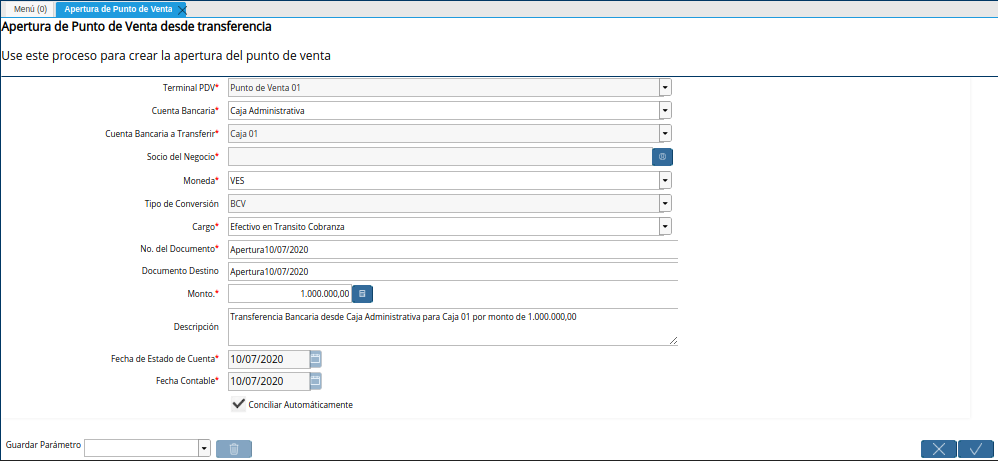 Menú (0) Apertura de Punto de Venta
Apertura de Punto de Venta desde transferencia
Use este proceso para crear la apertura del punto de venta
Terminal PDV* Punto de Venta 01
Cuenta Bancaria* Caja Administrativa
Cuenta Bancaria a Transferir* Caja 01
Socio del Negocio*
Moneda* VES
Tipo de Conversión BCV
Cargo* Efectivo en Transito Cobranza
No. del Documento* Apertura10/07/2020
Documento Destino Apertura10/07/2020
Monto.* 1.000.000,00
Descripción Transferencia Bancaria desde Caja Administrativa para Caja 01 por monto de 1.000.000,00
Fecha de Estado de Cuenta* 10/07/2020
Fecha Contable* 10/07/2020
Conciliar Automáticamente
Guardar Parámetro